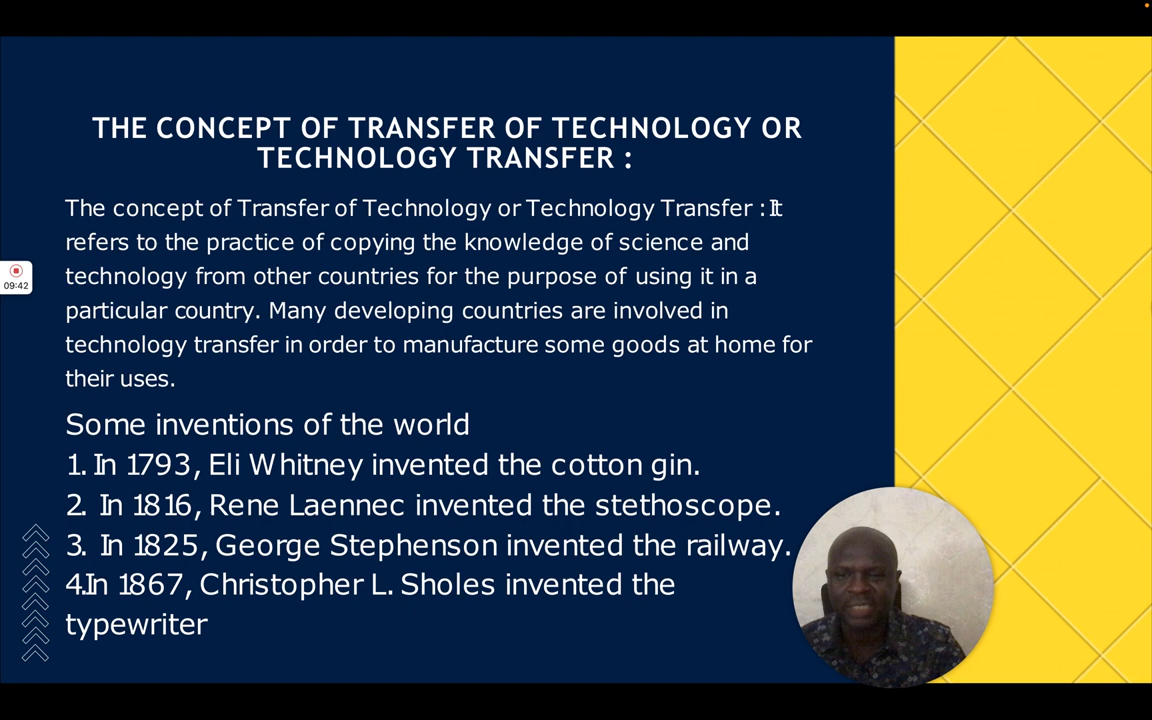 THE CONCEPT OF TRANSFER OF TECHNOLOGY OR
TECHNOLOGY TRANSFER :
The concept of Transfer of Technology or Technology Transfer : It
refers to the practice of copying the knowledge of science and
technology from other countries for the purpose of using it in a
particular country. Many developing countries are involved in
technology transfer in order to manufacture some goods at home for
their uses.
09:42
Some inventions of the world
1. In 1793, Eli Whitney invented the cotton gin.
2. In 1816, Rene Laennec invented the stethoscope.
3. In 1825, George Stephenson invented the railway.
4.In 1867, Christopher L. Sholes invented the
typewriter